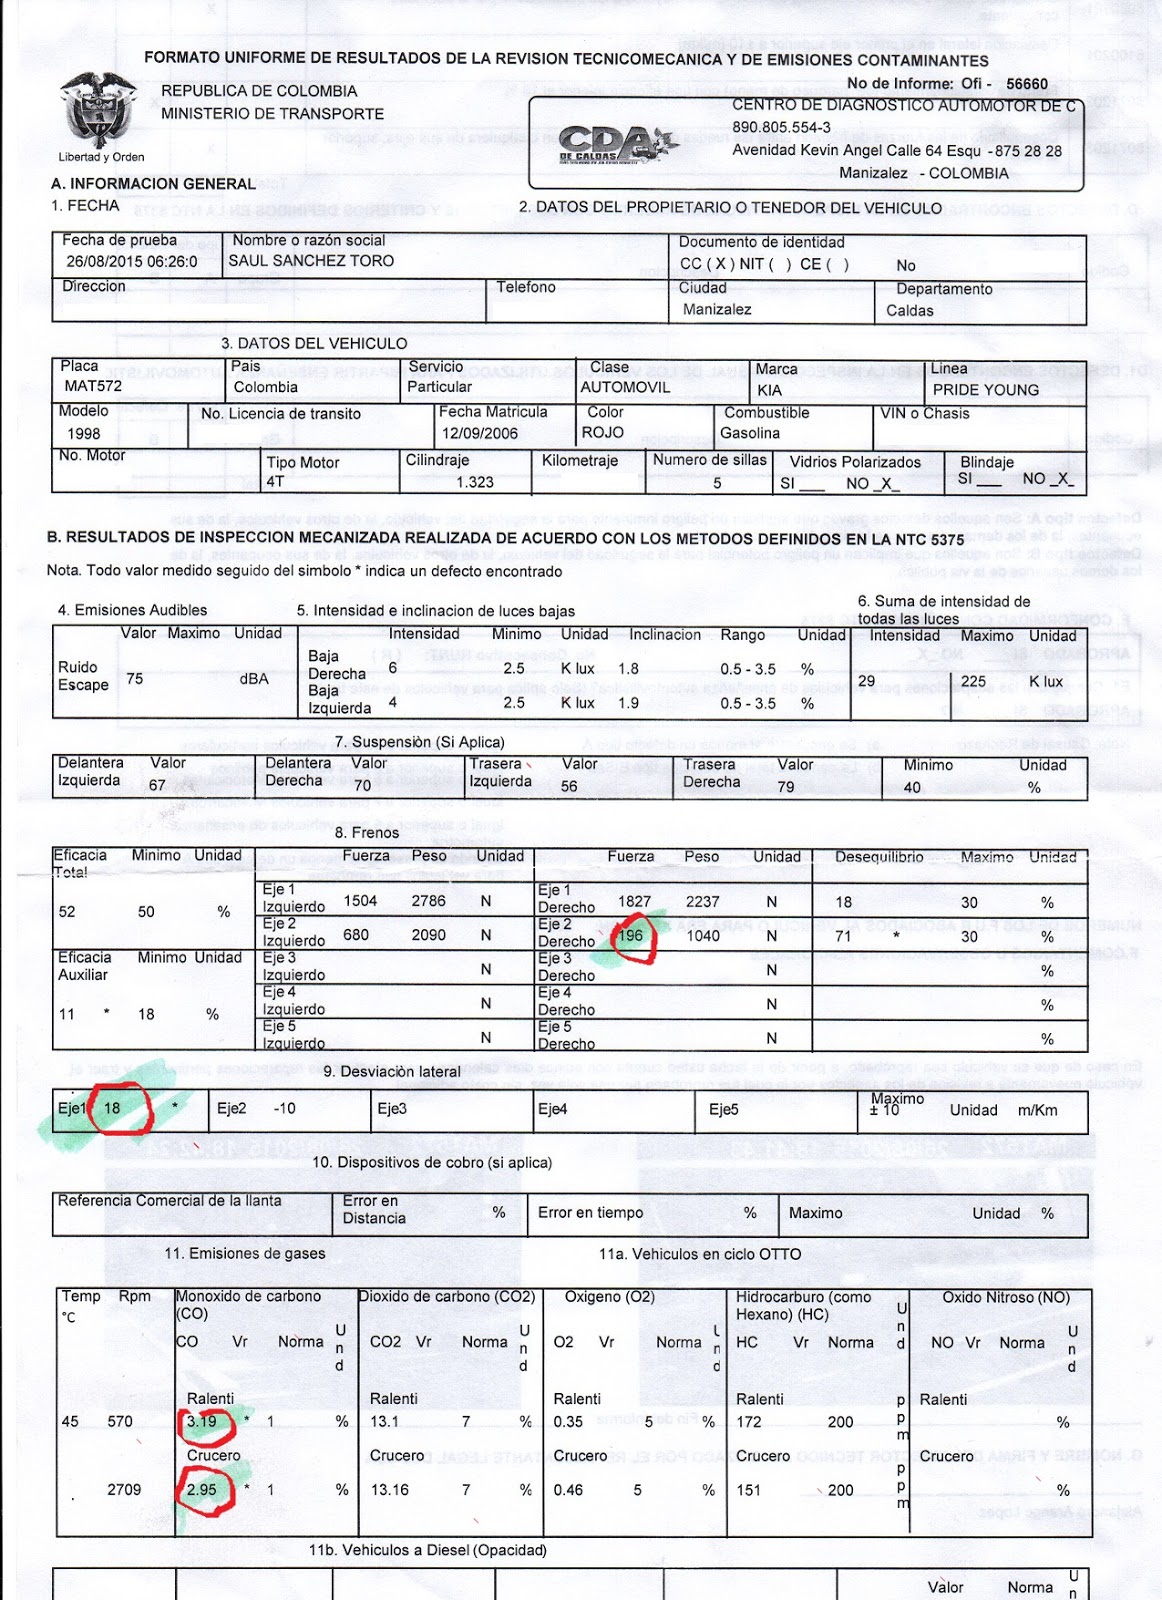 FORMATO UNIFORME DE RESULTADOS DE LA REVISION TECNICOMECANICA Y DE EMISIONES CONTAMINANTES
No de Informe: Ofi - 56660
REPUBLICA DE COLOMBIA
MINISTERIO DE TRANSPORTE
Libertad y Orden
CDA
DE CALDAS
CENTRO DE DIAGNOSTICO AUTOMOTOR DE C
890.805.554-3
Avenidad Kevin Angel Calle 64 Esqu - 875 28 28
Manizalez - COLOMBIA
A. INFORMACION GENERAL
1. FECHA
2. DATOS DEL PROPIETARIO O TENEDOR DEL VEHICULO
Fecha de prueba Nombre o razón social Documento de identidad
26/08/2015 06:26:0 SAUL SANCHEZ TORO CC ( X ) NIT ( ) CE ( ) No
Direccion Telefono Ciudad Departamento
Manizalez Caldas
3. DATOS DEL VEHICULO
Placa Pais Servicio Clase Marca Linea
MAT572 Colombia Particular AUTOMOVIL KIA PRIDE YOUNG
Modelo No. Licencia de transito Fecha Matricula Color Combustible VIN o Chasis
1998 12/09/2006 ROJO Gasolina
No. Motor Tipo Motor Cilindraje Kilometraje Numero de sillas Vidrios Polarizados Blindaje
4T 1.323 5 SI ___ NO _X_ SI ___ NO _X_
B. RESULTADOS DE INSPECCION MECANIZADA REALIZADA DE ACUERDO CON LOS METODOS DEFINIDOS EN LA NTC 5375
Nota. Todo valor medido seguido del simbolo * indica un defecto encontrado
4. Emisiones Audibles 5. Intensidad e inclinacion de luces bajas 6. Suma de intensidad de
todas las luces
Valor Maximo Unidad Intensidad Minimo Unidad Inclinacion Rango Unidad Intensidad Maximo Unidad
Ruido
Escape 75 dBA
Baja
Derecha 6 2.5 K lux 1.8 0.5 - 3.5 %
Baja
Izquierda 4 2.5 K lux 1.9 0.5 - 3.5 %
29 225 K lux
7. Suspensiòn (Si Aplica)
Delantera Valor Delantera Valor Trasera Valor Trasera Valor Minimo Unidad
Izquierda 67 Derecha 70 Izquierda 56 Derecha 79 40 %
8. Frenos
Eficacia Minimo Unidad Fuerza Peso Unidad Fuerza Peso Unidad Desequilibrio Maximo Unidad
Total
52 50 %
Eje 1
Izquierdo 1504 2786 N
Eje 1
Derecho 1827 2237 N 18 30 %
Eje 2
Izquierdo 680 2090 N
Eje 2
Derecho 196 1040 N 71 * 30 %
Eficacia Minimo Unidad
Auxiliar
11 * 18 %
Eje 3
Izquierdo N
Eje 3
Derecho N %
Eje 4
Izquierdo N
Eje 4
Derecho N %
Eje 5
Izquierdo N
Eje 5
Derecho N %
9. Desviaciòn lateral
Eje1 18 * Eje2 -10 Eje3 Eje4 Eje5 Maximo
± 10 Unidad m/Km
10. Dispositivos de cobro (si aplica)
Referencia Comercial de la llanta Error en
Distancia % Error en tiempo % Maximo Unidad %
11. Emisiones de gases 11a. Vehiculos en ciclo OTTO
Temp Rpm Monoxido de carbono Dioxido de carbono (CO2) Oxigeno (O2) Hidrocarburo (como Oxido Nitroso (NO)
°C (CO) Hexano) (HC)
CO Vr Norma Und CO2 Vr Norma Und O2 Vr Norma Und HC Vr Norma Und NO Vr Norma Und
Ralenti Ralenti Ralenti Ralenti Ralenti
45 570 3.19 * 1 % 13.1 7 % 0.35 5 % 172 200 ppm %
Crucero Crucero Crucero Crucero Crucero
2709 2.95 * 1 % 13.16 7 % 0.46 5 % 151 200 ppm %
11b. Vehiculos a Diesel (Opacidad)
Valor Norma Un